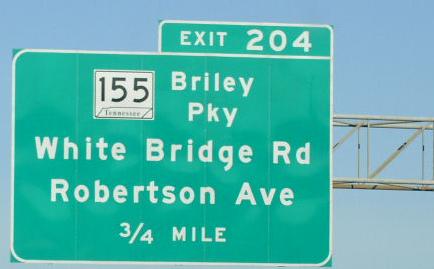 EXIT 204
155 Briley
Tennessee Pky
White Bridge Rd
Robertson Ave
3/4 MILE